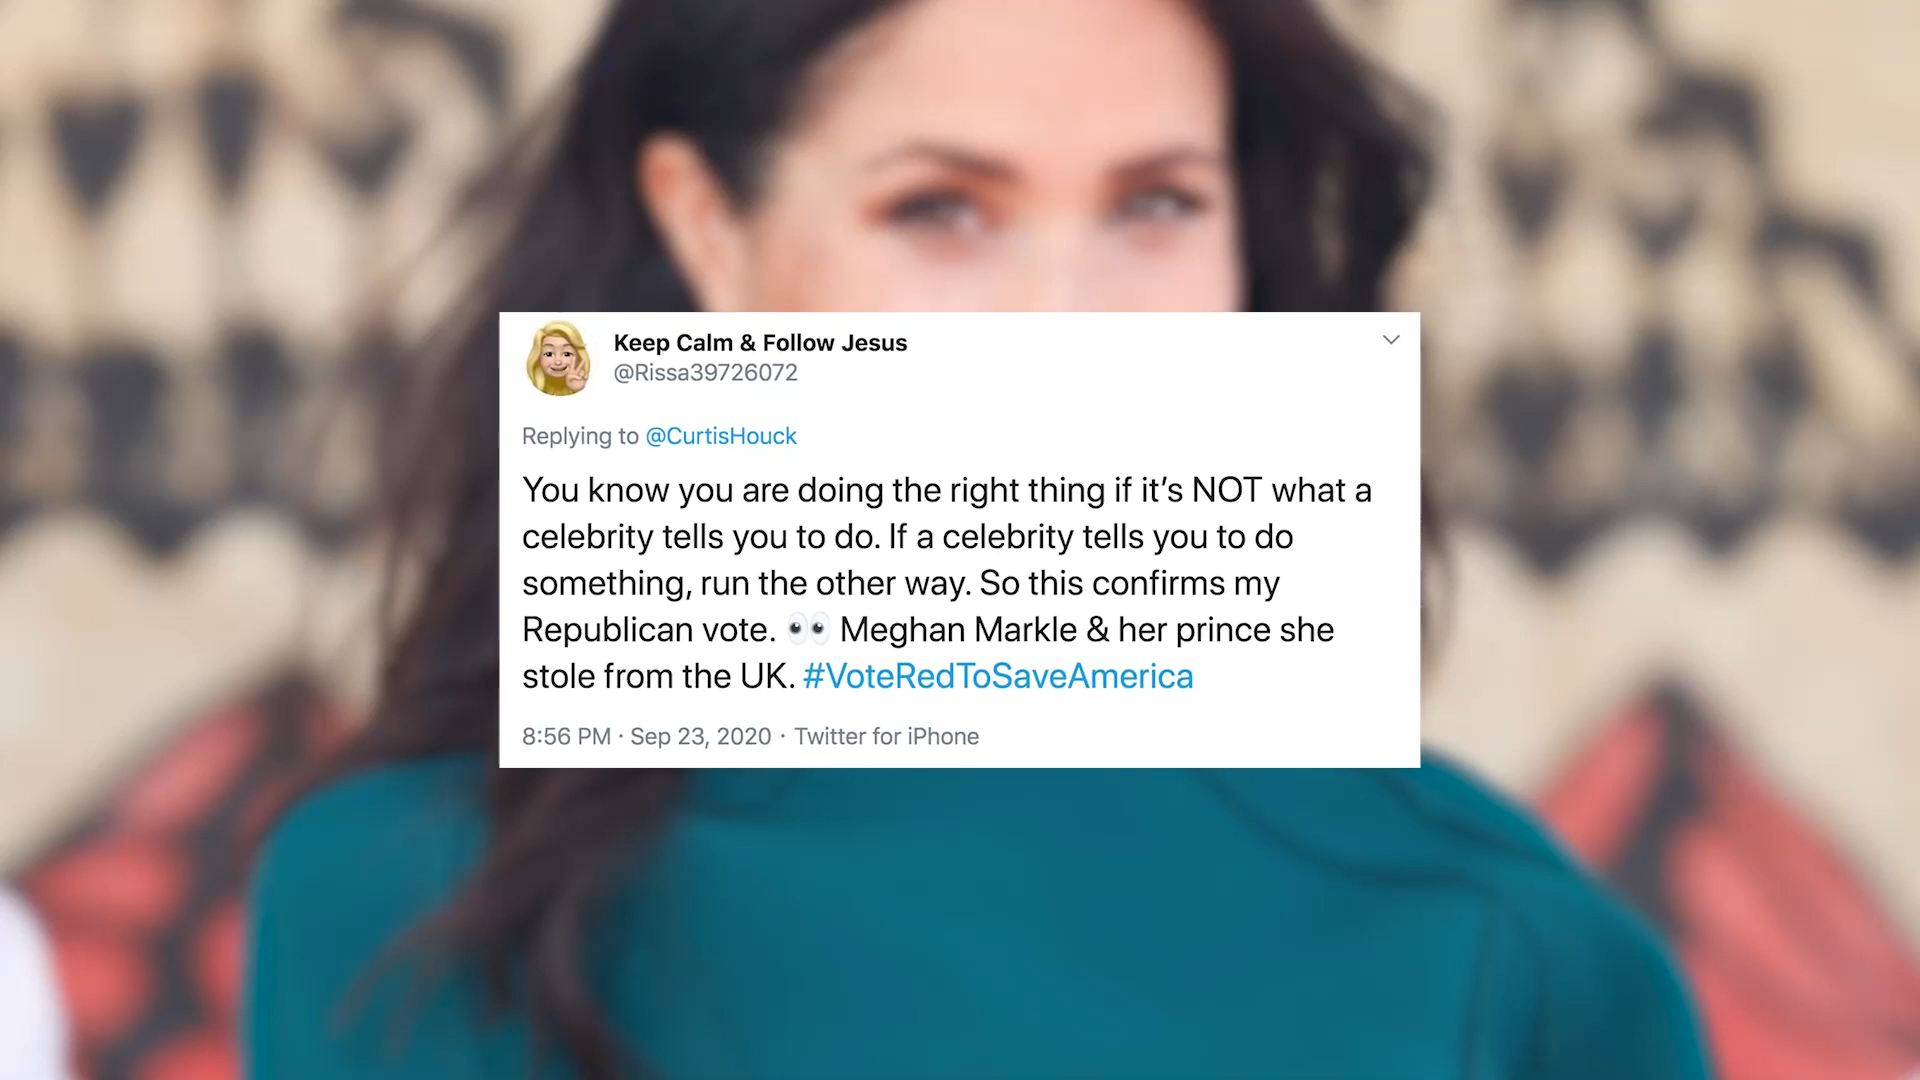 Keep Calm & Follow Jesus
@Rissa39726072
Replying to @CurtisHouck
You know you are doing the right thing if it’s NOT what a
celebrity tells you to do. If a celebrity tells you to do
something, run the other way. So this confirms my
Republican vote. 👀 Meghan Markle & her prince she
stole from the UK. #VoteRedToSaveAmerica
8:56 PM · Sep 23, 2020 · Twitter for iPhone